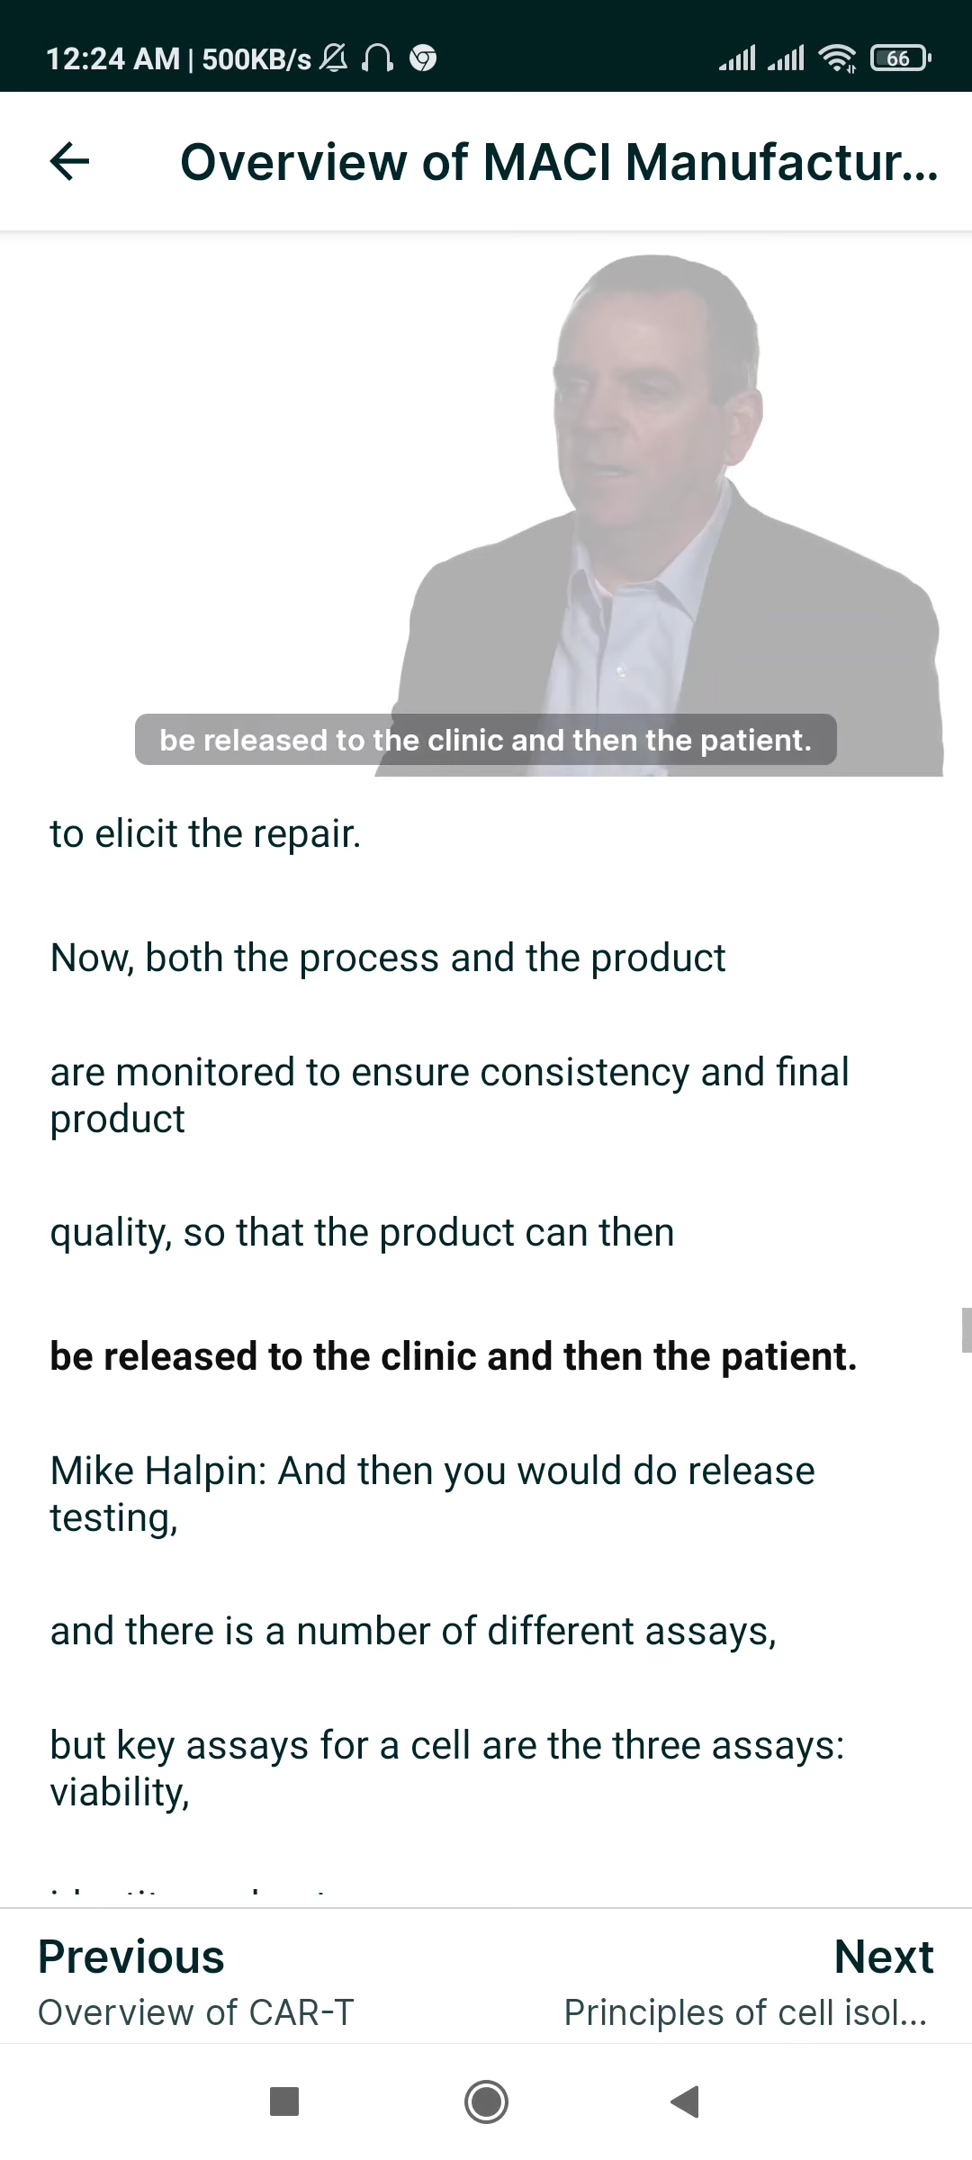 12:24 AM | 500KB/s
66
Overview of MACI Manufactur...
be released to the clinic and then the patient.
to elicit the repair.
Now, both the process and the product
are monitored to ensure consistency and final
product
quality, so that the product can then
be released to the clinic and then the patient.
Mike Halpin: And then you would do release
testing,
and there is a number of different assays,
but key assays for a cell are the three assays:
viability,
Previous
Next
Overview of CAR-T
Principles of cell isol...